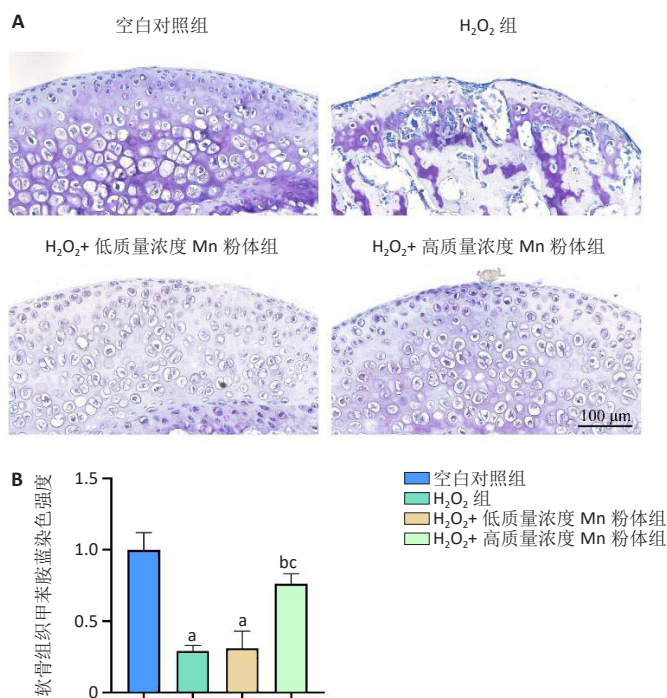 A
空白对照组
H₂O₂ 组
H₂O₂+ 低质量浓度 Mn 粉体组
H₂O₂+ 高质量浓度 Mn 粉体组
100 μm
B
软骨组织甲苯胺蓝染色强度
1.5
1.0
0.5
0
a
a
bc
空白对照组
H₂O₂ 组
H₂O₂+ 低质量浓度 Mn 粉体组
H₂O₂+ 高质量浓度 Mn 粉体组